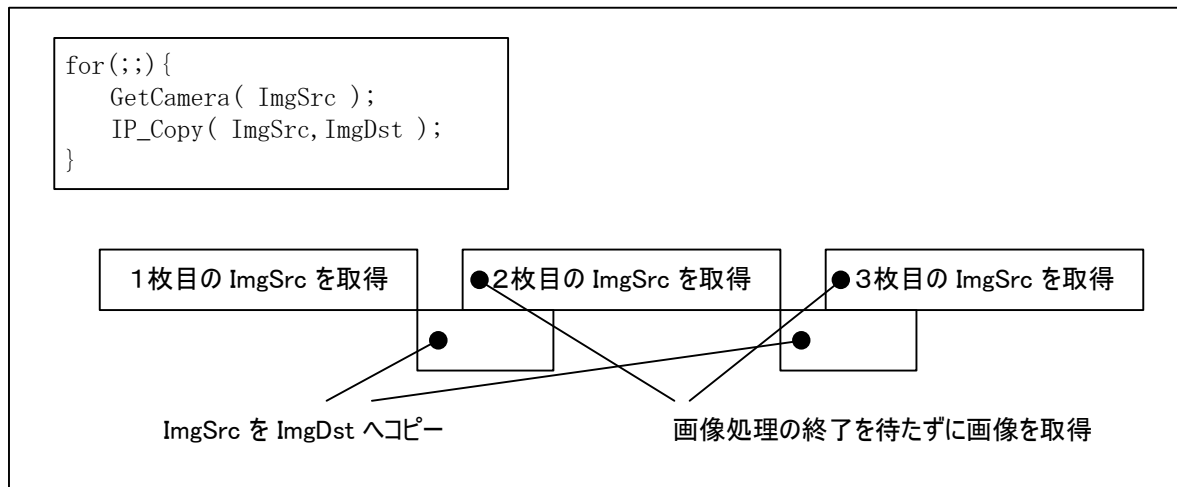 for(;;){
GetCamera( ImgSrc );
IP_Copy( ImgSrc,ImgDst );
}
1枚目の ImgSrc を取得
2枚目の ImgSrc を取得
3枚目の ImgSrc を取得
ImgSrc を ImgDst へコピー
画像処理の終了を待たずに画像を取得